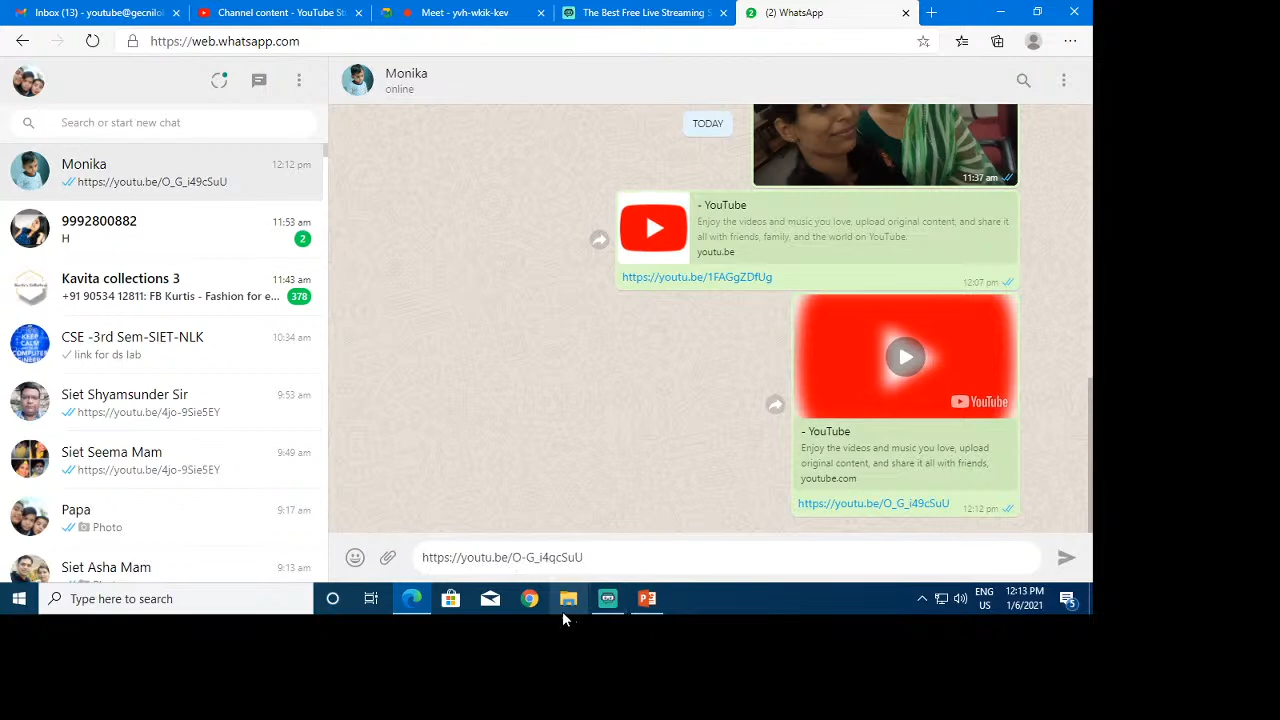 Inbox (13) - youtube@gecnilo
Channel content - YouTube St
Meet - yvh-wkik-kev
The Best Free Live Streaming S
2
(2) WhatsApp
https://web.whatsapp.com
Monika
online
Search or start new chat
Monika
12:12 pm
https://youtu.be/O_G_i49cSuU
9992800882
11:53 am
H
2
Kavita collections 3
11:43 am
+91 90534 12811: FB Kurtis - Fashion for e...
378
KEEP CALM
CSE -3rd Sem-SIET-NLK
10:34 am
link for ds lab
Siet Shyamsunder Sir
9:53 am
https://youtu.be/4jo-9Sie5EY
Siet Seema Mam
9:49 am
https://youtu.be/4jo-9Sie5EY
Papa
9:17 am
Photo
Siet Asha Mam
9:13 am
TODAY
11:37 am
- YouTube
Enjoy the videos and music you love, upload original content, and share it
all with friends, family, and the world on YouTube.
youtu.be
https://youtu.be/1FAGgZDfUg
12:07 pm
YouTube
- YouTube
Enjoy the videos and music you love, upload
original content, and share it all with friends,
youtube.com
https://youtu.be/O_G_i49cSuU
12:12 pm
https://youtu.be/O-G_i4qcSuU
Type here to search
ENG
US
12:13 PM
1/6/2021
5